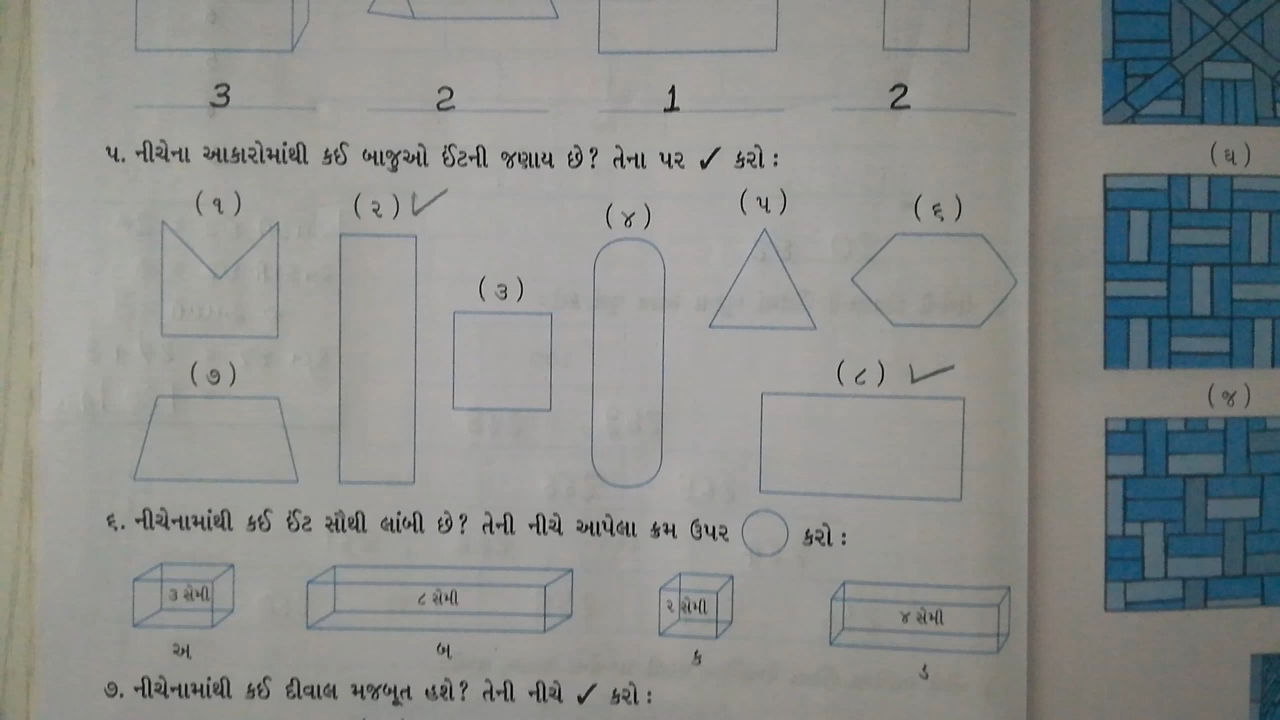 3 2 1 2
૫. નીચેના આકારોમાંથી કઈ બાજુઓ ઈંટની જણાય છે? તેના પર ✓ કરો :
(૧) (૨) ✓ (૩) (૪) (૫) (૬)
(૭) (૮) ✓
૬. નીચેનામાંથી કઈ ઈંટ સૌથી લાંબી છે? તેની નીચે આપેલા ક્રમ ઉપર ◯ કરો :
૩ સેમી ૮ સેમી ૨ સેમી ૪ સેમી
અ બ ક ડ
૭. નીચેનામાંથી કઈ દીવાલ મજબૂત હશે? તેની નીચે ✓ કરો :
(ઘ)
(જ)